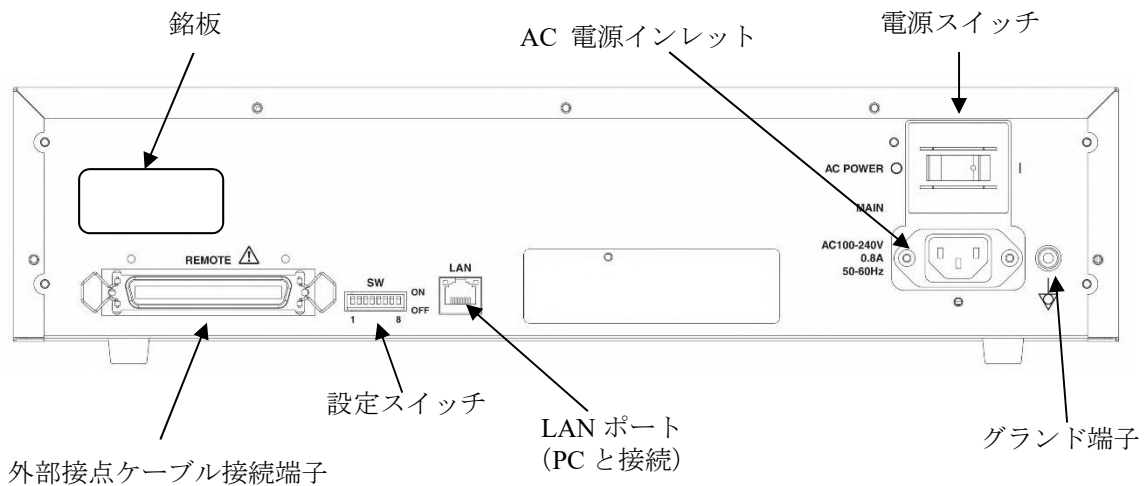 銘板
AC 電源インレット
電源スイッチ
AC POWER
I
MAIN
AC100-240V
0.8A
50-60Hz
REMOTE
SW
ON
OFF
1 8
LAN
設定スイッチ
LAN ポート
（PC と接続）
グランド端子
外部接点ケーブル接続端子